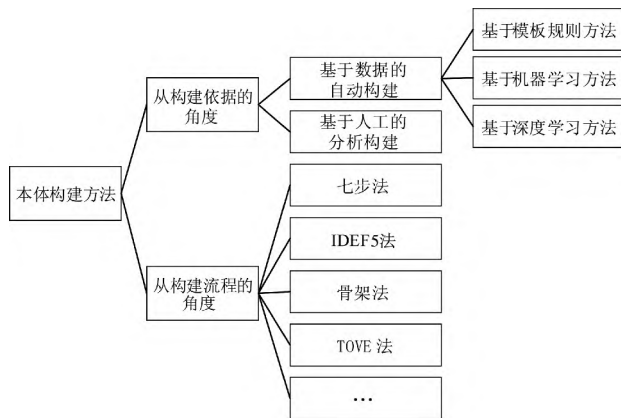 本体构建方法
从构建依据的
角度
基于数据的
自动构建
基于模板规则方法
基于机器学习方法
基于深度学习方法
基于人工的
分析构建
从构建流程的
角度
七步法
IDEF5法
骨架法
TOVE 法
…